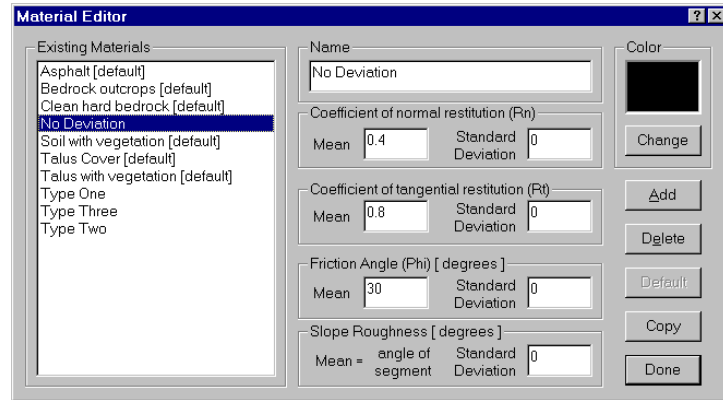 Material Editor
? X
Existing Materials
Asphalt [default]
Bedrock outcrops [default]
Clean hard bedrock [default]
No Deviation
Soil with vegetation [default]
Talus Cover [default]
Talus with vegetation [default]
Type One
Type Three
Type Two
Name
No Deviation
Coefficient of normal restitution (Rn)
Mean 0.4 Standard Deviation 0
Coefficient of tangential restitution (Rt)
Mean 0.8 Standard Deviation 0
Friction Angle (Phi) [ degrees ]
Mean 30 Standard Deviation 0
Slope Roughness [ degrees ]
Mean = angle of segment Standard Deviation 0
Color
Change
Add
Delete
Default
Copy
Done